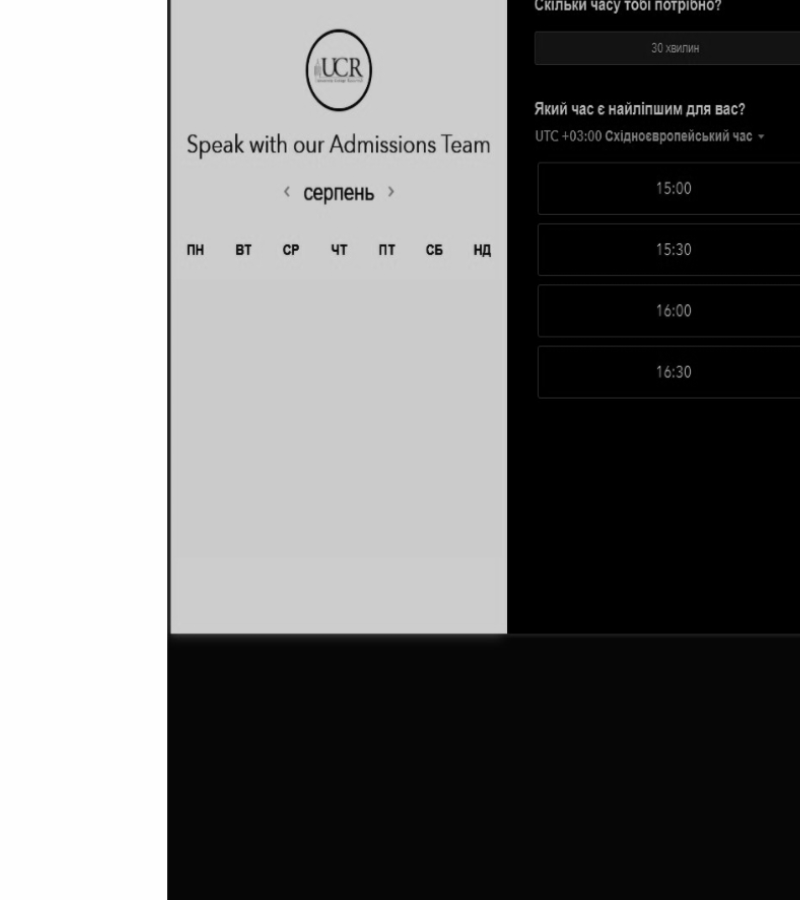 UCR
Speak with our Admissions Team
серпень
ПН ВТ СР ЧТ ПТ СБ НД
Скільки часу тобі потрібно?
30 хвилин
Який час є найліпшим для вас?
UTC +03:00 Східноєвропейський час
15:00
15:30
16:00
16:30